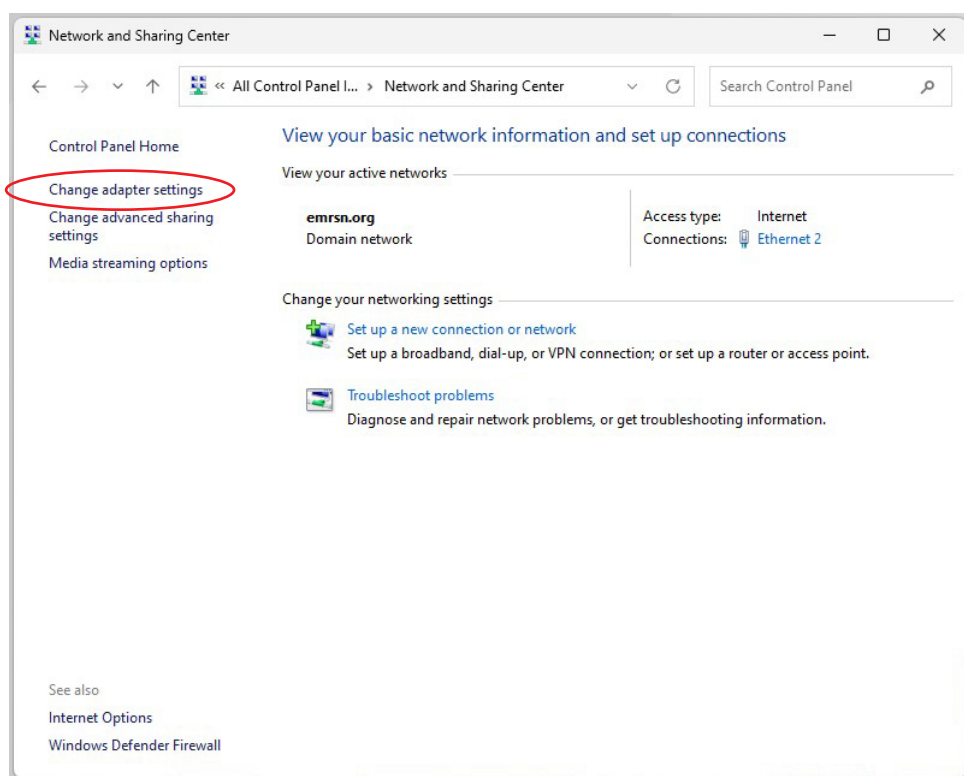 Network and Sharing Center
« All Control Panel I... › Network and Sharing Center
Search Control Panel
Control Panel Home
Change adapter settings
Change advanced sharing
settings
Media streaming options
View your basic network information and set up connections
View your active networks
emrsn.org
Domain network
Access type: Internet
Connections: Ethernet 2
Change your networking settings
Set up a new connection or network
Set up a broadband, dial-up, or VPN connection; or set up a router or access point.
Troubleshoot problems
Diagnose and repair network problems, or get troubleshooting information.
See also
Internet Options
Windows Defender Firewall